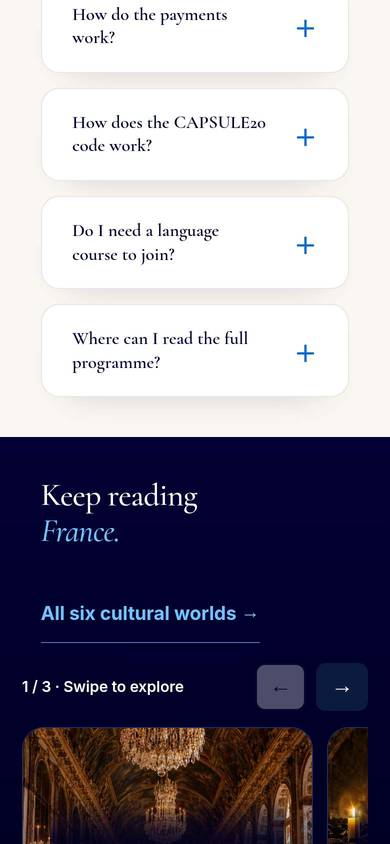 How do the payments
work?
How does the CAPSULE20
code work?
Do I need a language
course to join?
Where can I read the full
programme?
Keep reading
France.
All six cultural worlds →
1 / 3 · Swipe to explore
← →